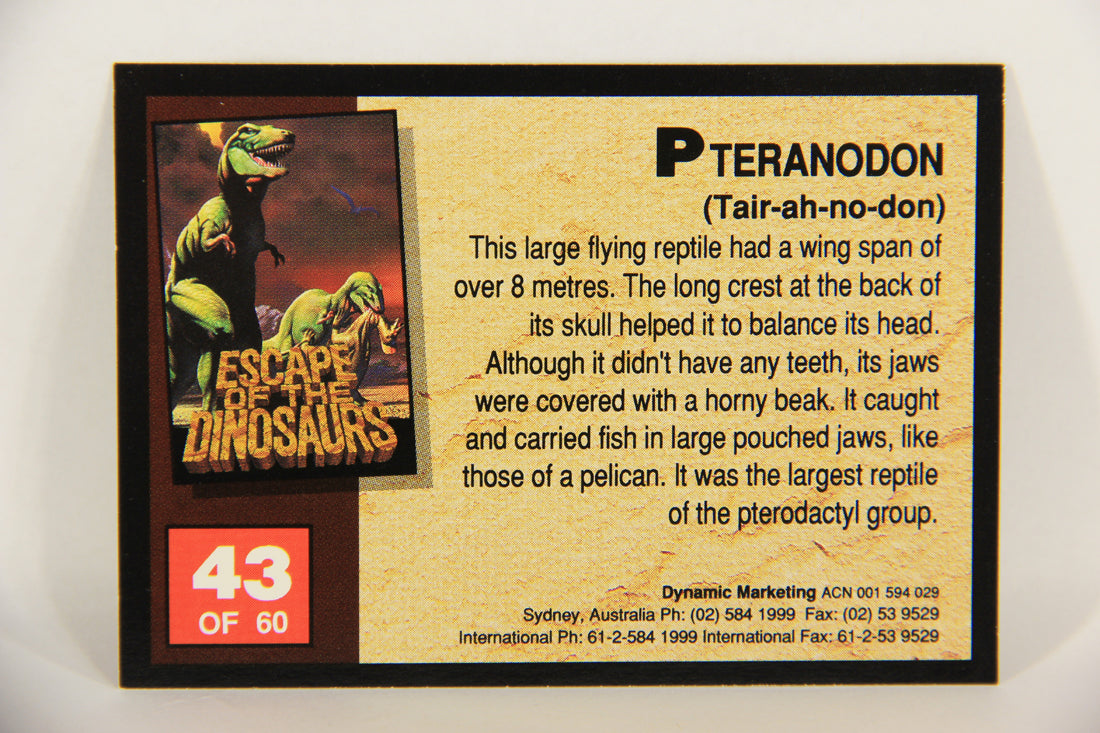 ESCAPE
OF THE
DINOSAURS
43
OF 60
PTERANODON
(Tair-ah-no-don)
This large flying reptile had a wing span of
over 8 metres. The long crest at the back of
its skull helped it to balance its head.
Although it didn't have any teeth, its jaws
were covered with a horny beak. It caught
and carried fish in large pouched jaws, like
those of a pelican. It was the largest reptile
of the pterodactyl group.
Dynamic Marketing ACN 001 594 029
Sydney, Australia Ph: (02) 584 1999 Fax: (02) 53 9529
International Ph: 61-2-584 1999 International Fax: 61-2-53 9529